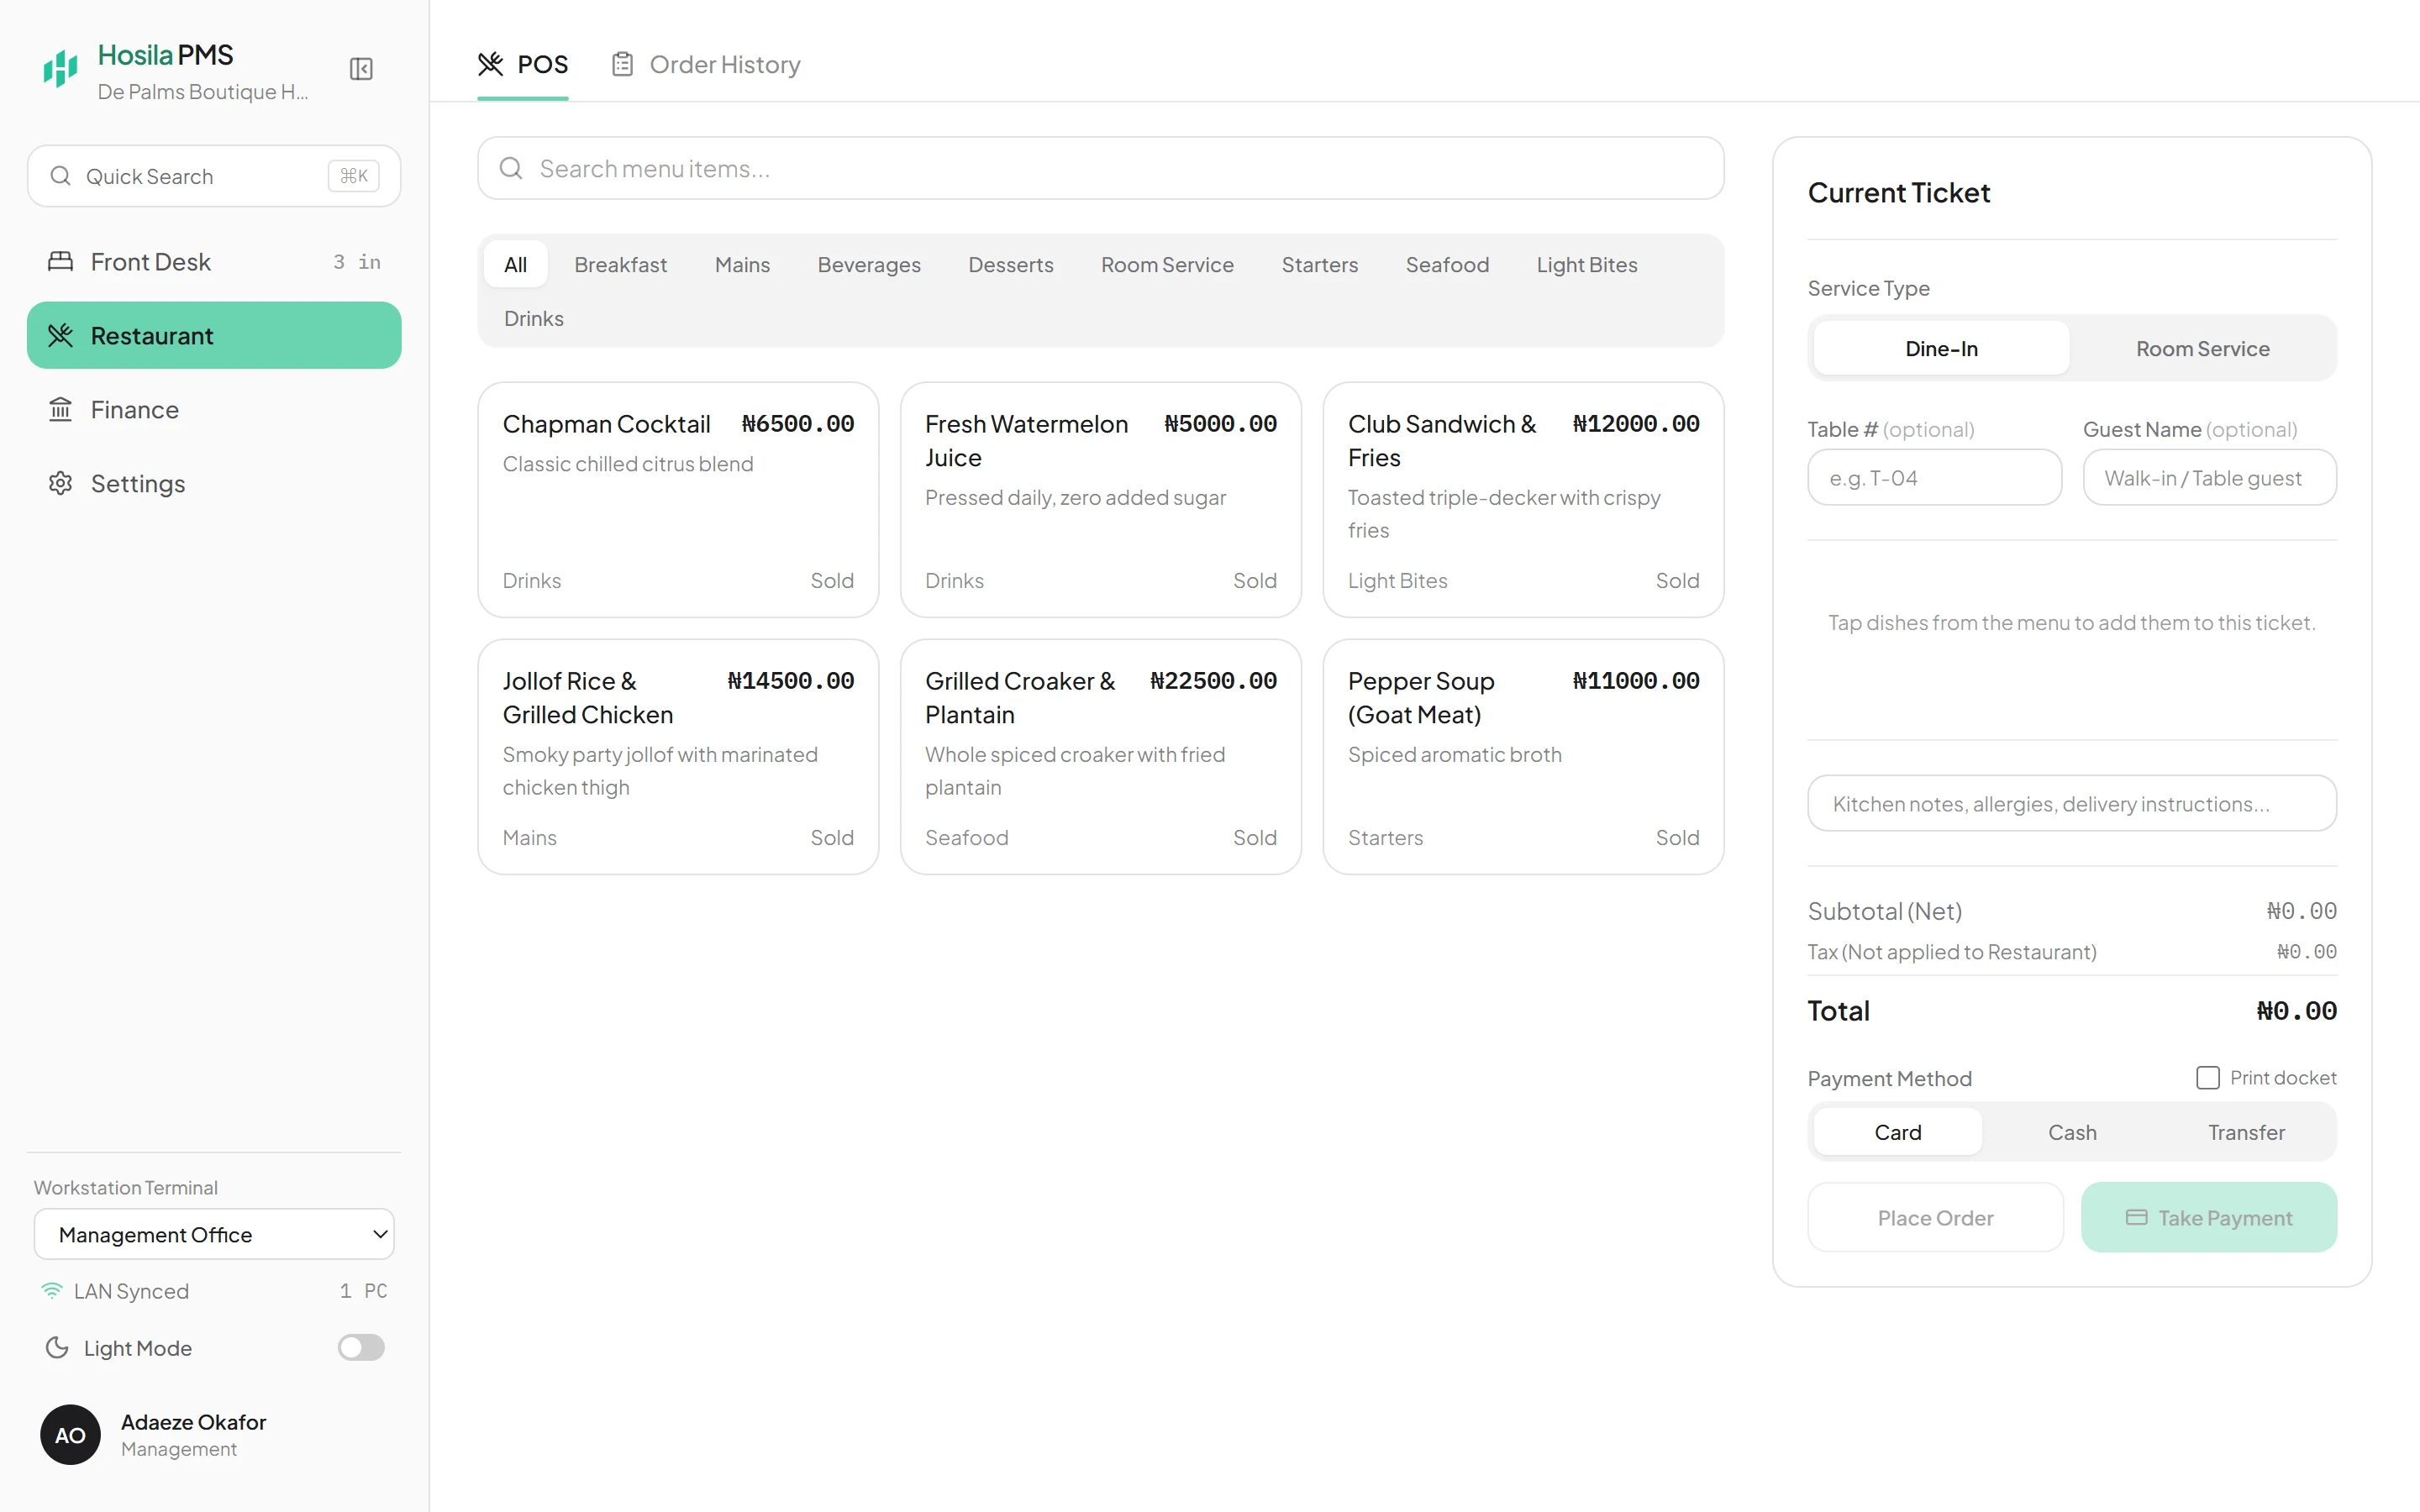 Hosila PMS
De Palms Boutique H...
Quick Search ⌘K
Front Desk 3 in
Restaurant
Finance
Settings
Workstation Terminal
Management Office
LAN Synced 1 PC
Light Mode
AO
Adaeze Okafor
Management
POS Order History
Search menu items...
All Breakfast Mains Beverages Desserts Room Service Starters Seafood Light Bites
Drinks
Chapman Cocktail ₦6500.00
Classic chilled citrus blend
Drinks Sold
Fresh Watermelon ₦5000.00
Juice
Pressed daily, zero added sugar
Drinks Sold
Club Sandwich & ₦12000.00
Fries
Toasted triple-decker with crispy
fries
Light Bites Sold
Jollof Rice & ₦14500.00
Grilled Chicken
Smoky party jollof with marinated
chicken thigh
Mains Sold
Grilled Croaker & ₦22500.00
Plantain
Whole spiced croaker with fried
plantain
Seafood Sold
Pepper Soup ₦11000.00
(Goat Meat)
Spiced aromatic broth
Starters Sold
Current Ticket
Service Type
Dine-In Room Service
Table # (optional) Guest Name (optional)
e.g. T-04 Walk-in / Table guest
Tap dishes from the menu to add them to this ticket.
Kitchen notes, allergies, delivery instructions...
Subtotal (Net) ₦0.00
Tax (Not applied to Restaurant) ₦0.00
Total ₦0.00
Payment Method Print docket
Card Cash Transfer
Place Order Take Payment